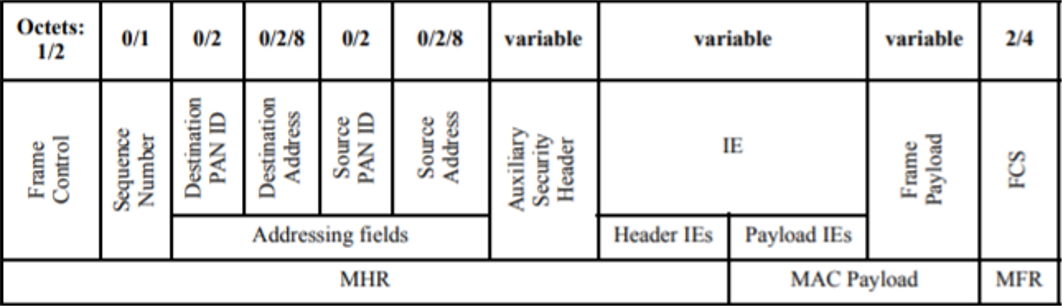 Octets:
1/2
0/1
0/2
0/2/8
0/2
0/2/8
variable
variable
variable
2/4
Frame
Control
Sequence
Number
Destination
PAN ID
Destination
Address
Source
PAN ID
Source
Address
Auxiliary
Security
Header
IE
Frame
Payload
FCS
Addressing fields
Header IEs
Payload IEs
MHR
MAC Payload
MFR